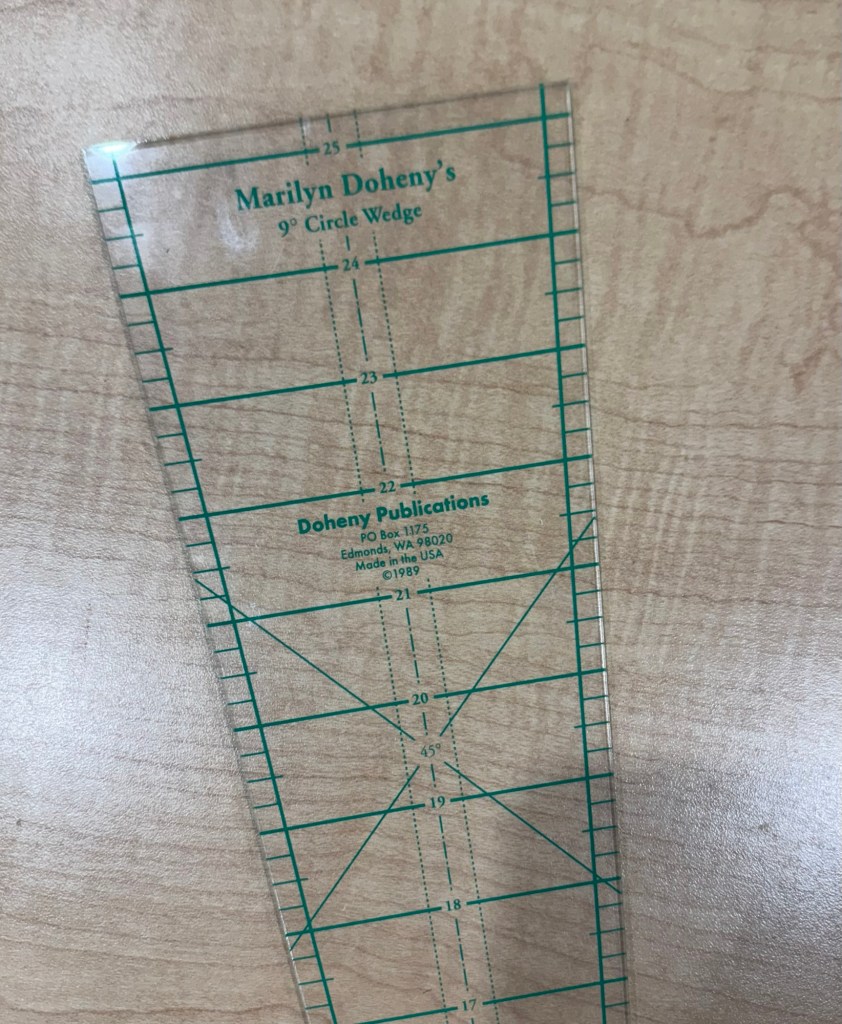 25
Marilyn Doheny's
9° Circle Wedge
24
23
22
Doheny Publications
PO Box 1175
Edmonds, WA 98020
Made in the USA
©1989
21
20
45°
19
18
17